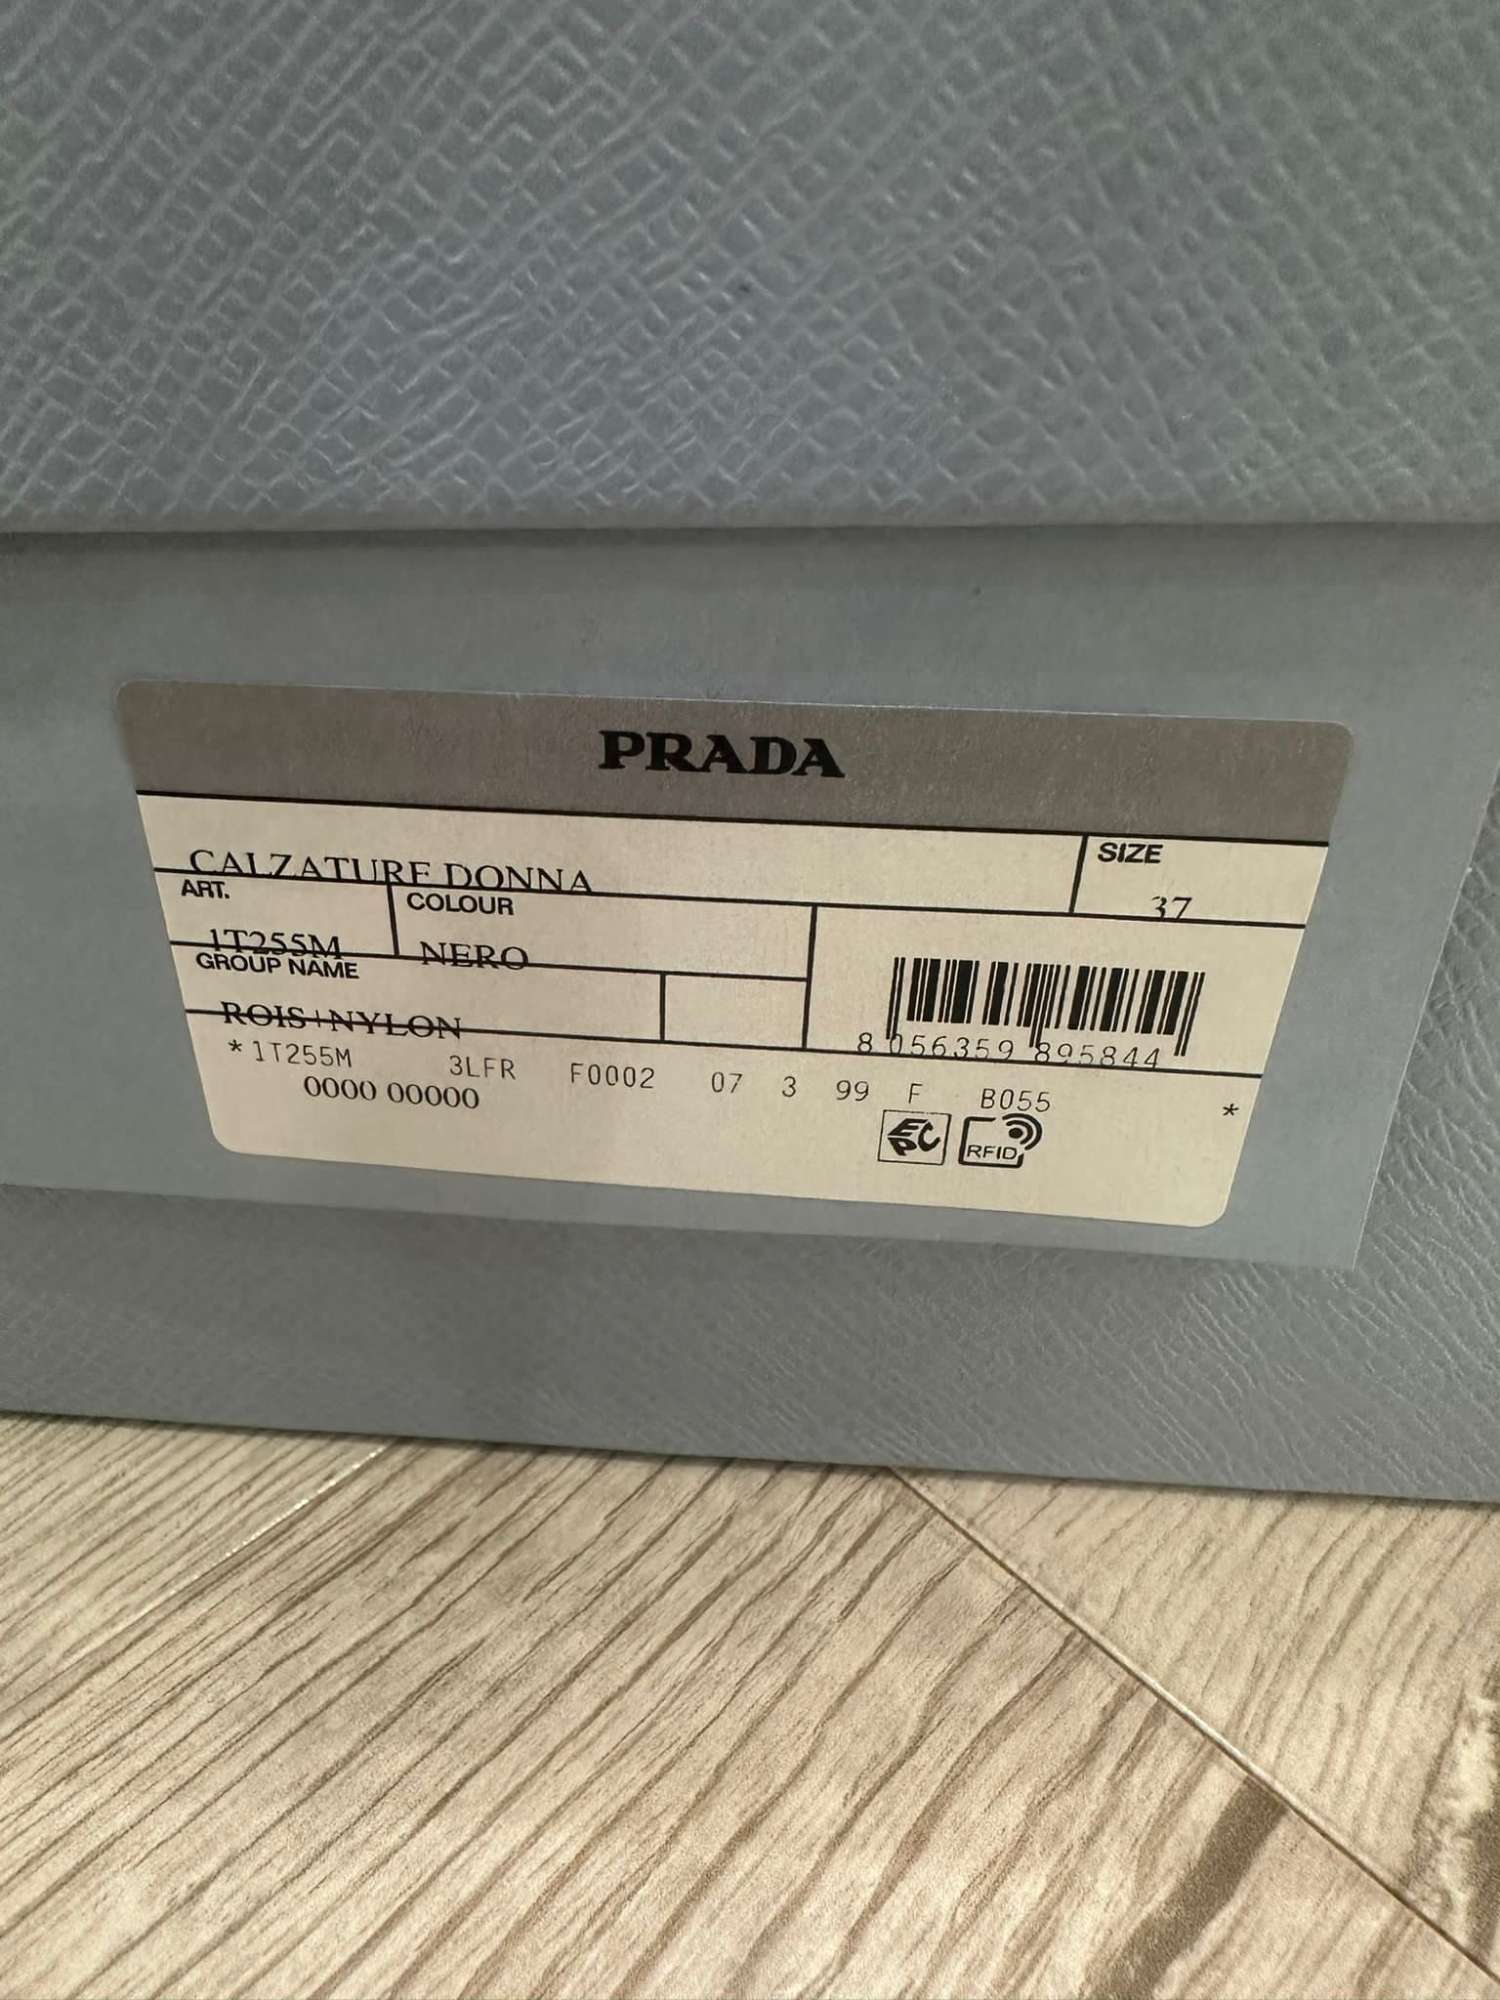 PRADA
CALZATURE DONNA
SIZE
37
ART.
COLOUR
1T255M
NERO
GROUP NAME
ROIS+NYLON
8 056359 895844
*1T255M 3LFR F0002 07 3 99 F B055 *
0000 00000
EPC
RFID